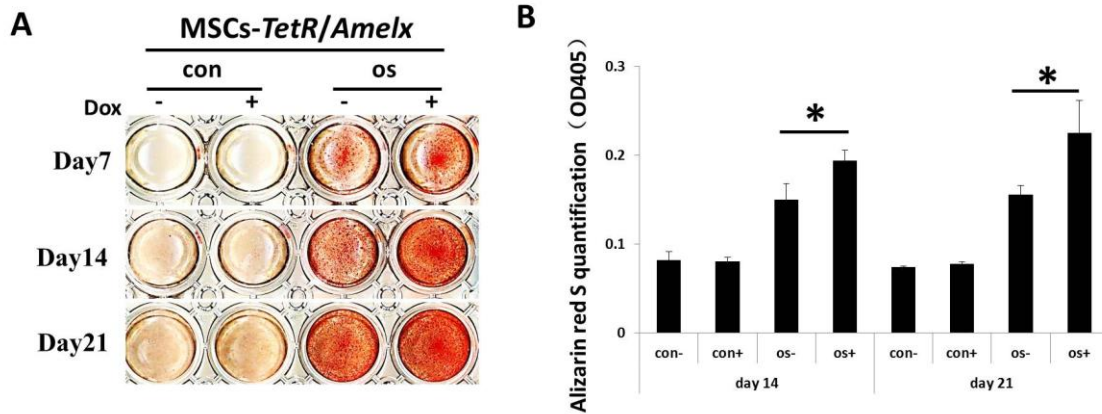 A
MSCs-TetR/Amelx
con os
Dox - + - +
Day7
Day14
Day21
B
Alizarin red S quantification（OD405）
0.3
0.2
0.1
0
* *
con- con+ os- os+ con- con+ os- os+
day 14 day 21